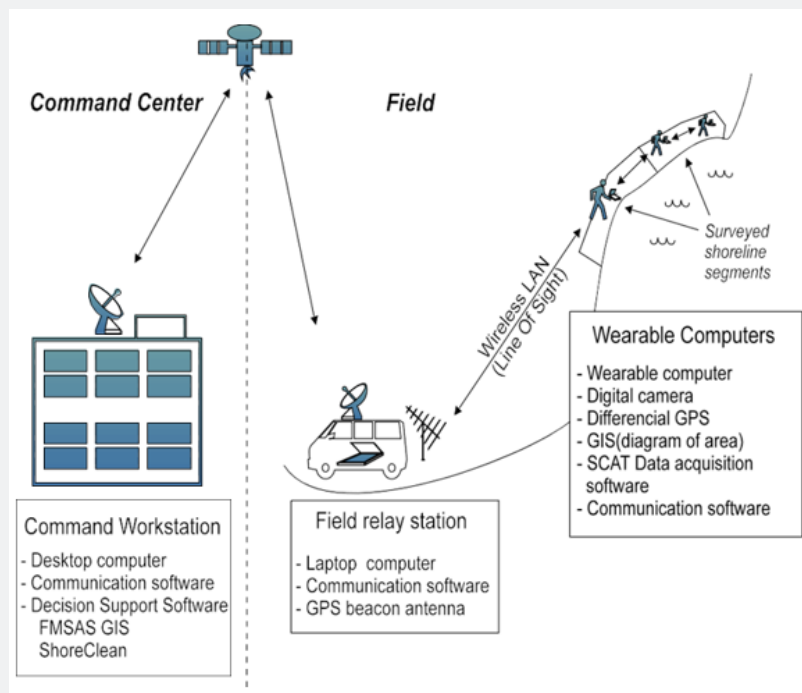 Command Center
Field
Surveyed
shoreline
segments
Wireless LAN
(Line Of Sight)
Wearable Computers
- Wearable computer
- Digital camera
- Differencial GPS
- GIS(diagram of area)
- SCAT Data acquisition
software
- Communication software
Field relay station
- Laptop computer
- Communication software
- GPS beacon antenna
Command Workstation
- Desktop computer
- Communication software
- Decision Support Software
FMSAS GIS
ShoreClean